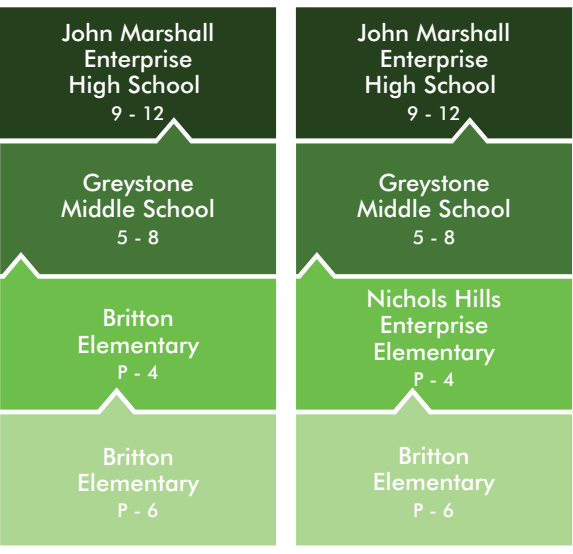 John Marshall
Enterprise
High School
9 - 12
Greystone
Middle School
5 - 8
Britton
Elementary
P - 4
Britton
Elementary
P - 6
John Marshall
Enterprise
High School
9 - 12
Greystone
Middle School
5 - 8
Nichols Hills
Enterprise
Elementary
P - 4
Britton
Elementary
P - 6